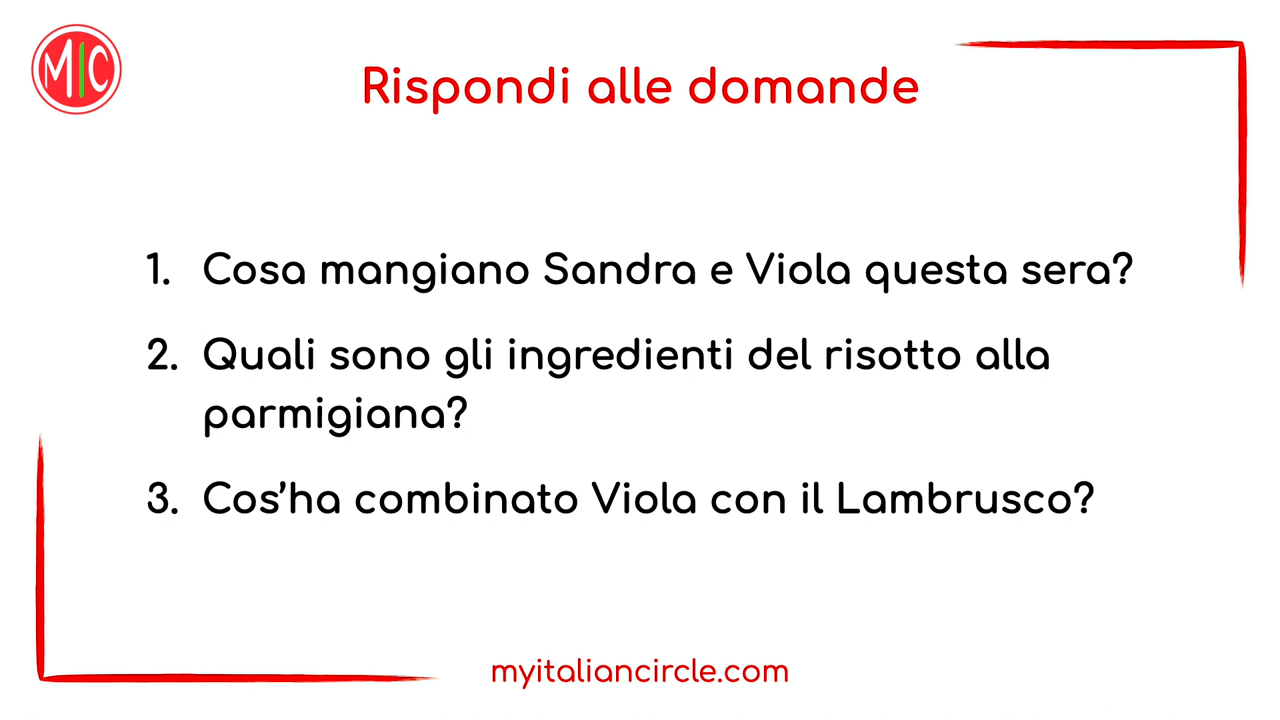 MIC
Rispondi alle domande
1. Cosa mangiano Sandra e Viola questa sera?
2. Quali sono gli ingredienti del risotto alla
parmigiana?
3. Cos’ha combinato Viola con il Lambrusco?
myitaliancircle.com